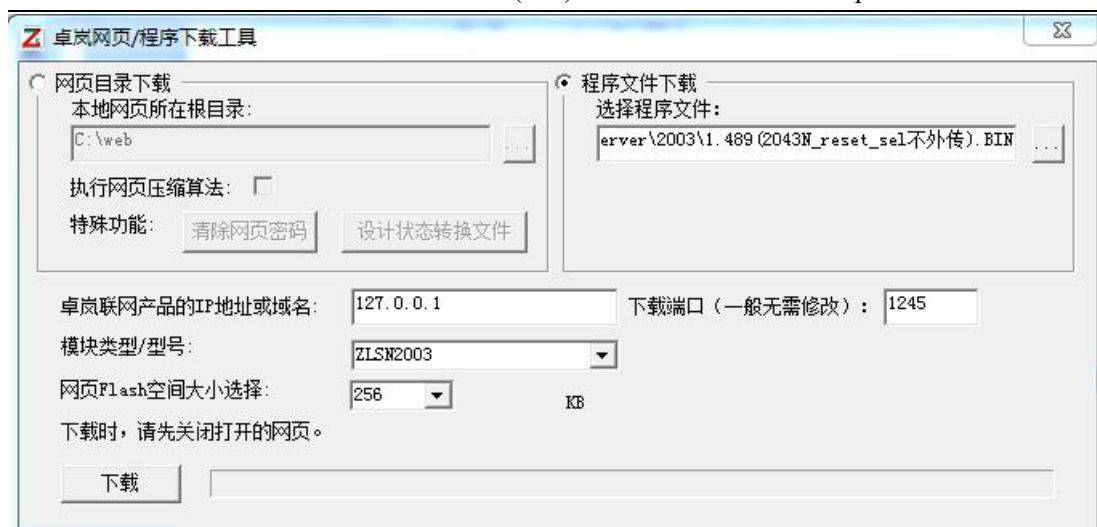 卓岚网页/程序下载工具
网页目录下载
本地网页所在根目录:
C:\web
...
执行网页压缩算法:
特殊功能:
清除网页密码
设计状态转换文件
程序文件下载
选择程序文件:
erver\2003\1.489(2043N_reset_sel不外传).BIN
...
卓岚联网产品的IP地址或域名:
127.0.0.1
下载端口（一般无需修改）:
1245
模块类型/型号:
ZLSN2003
网页Flash空间大小选择:
256
KB
下载时，请先关闭打开的网页。
下载